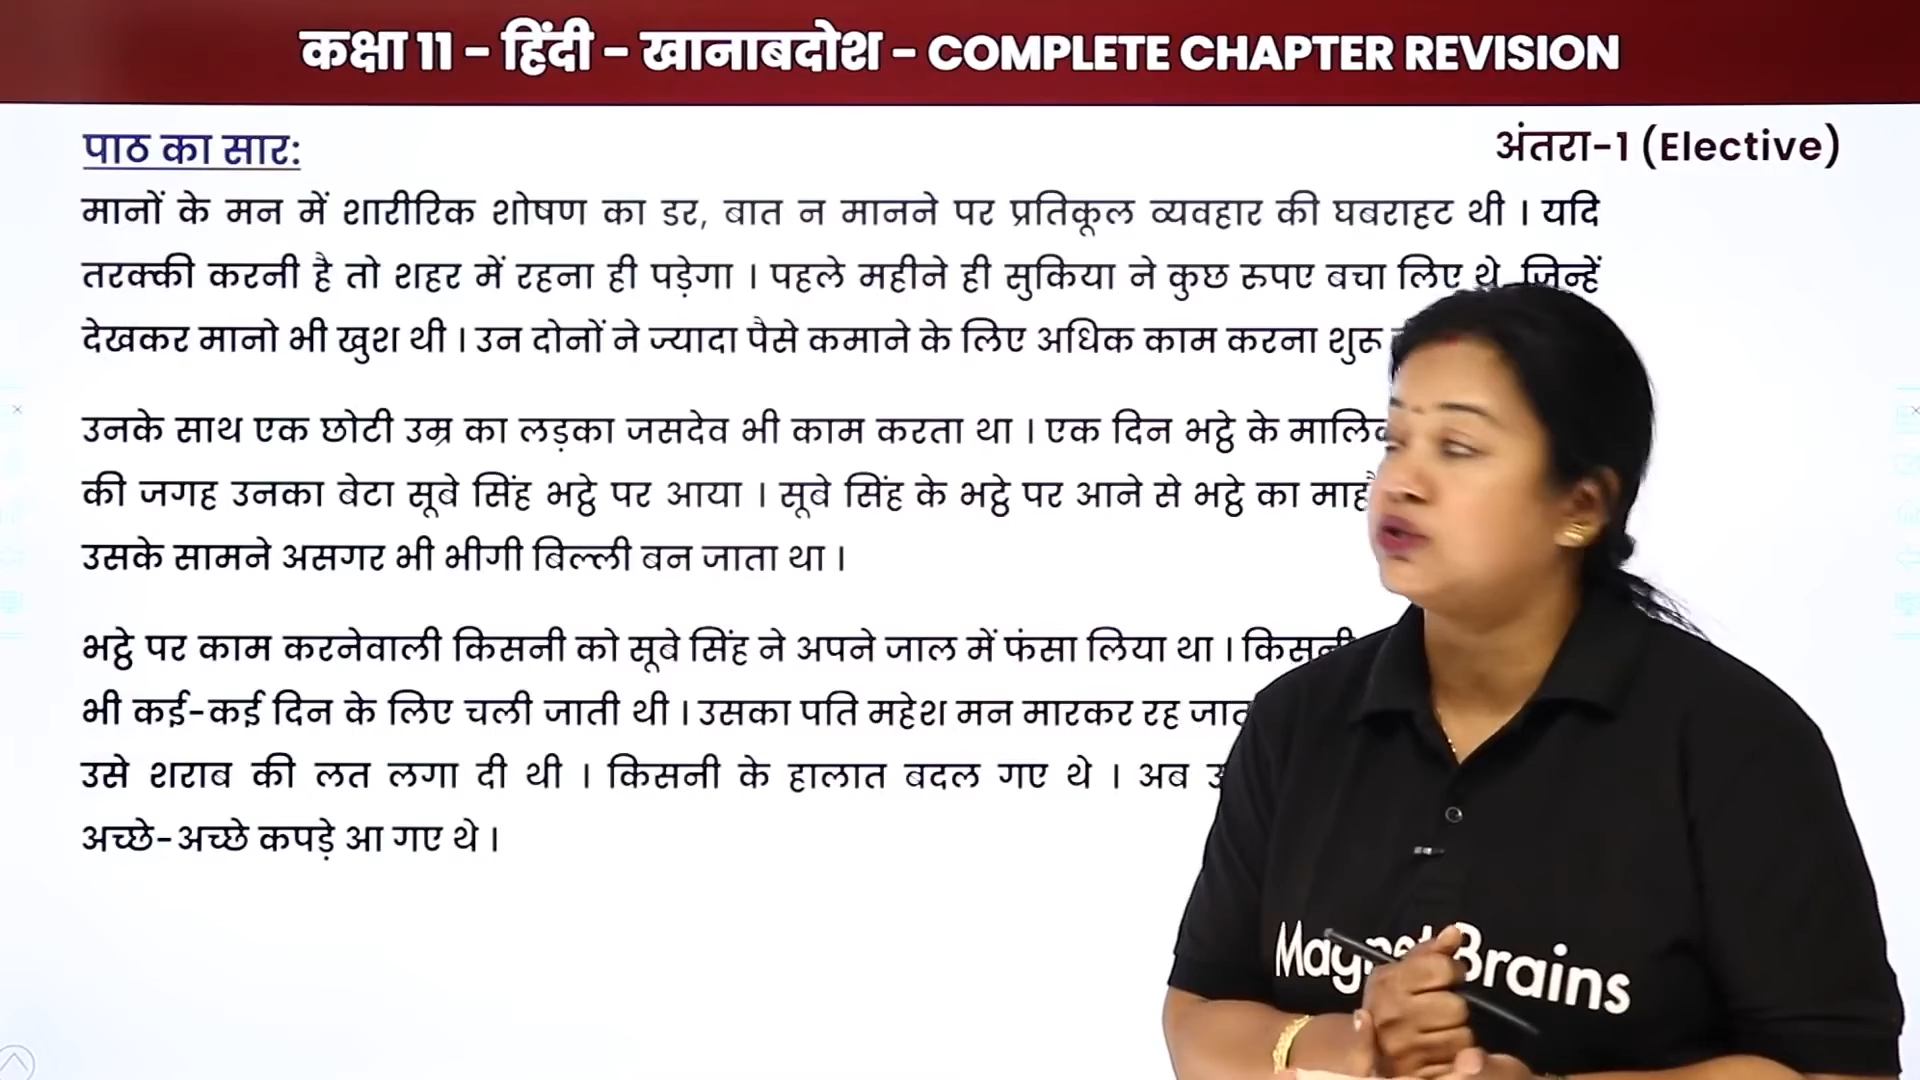 कक्षा 11 - हिंदी - खानाबदोश - COMPLETE CHAPTER REVISION
पाठ का सार:
अंतरा-1 (Elective)
मानों के मन में शारीरिक शोषण का डर, बात न मानने पर प्रतिकूल व्यवहार की घबराहट थी । यदि
तरक्की करनी है तो शहर में रहना ही पड़ेगा । पहले महीने ही सुकिया ने कुछ रुपए बचा लिए थे, जिन्हें
देखकर मानो भी खुश थी । उन दोनों ने ज्यादा पैसे कमाने के लिए अधिक काम करना शुरू
उनके साथ एक छोटी उम्र का लड़का जसदेव भी काम करता था । एक दिन भट्ठे के
की जगह उनका बेटा सूबे सिंह भट्ठे पर आया । सूबे सिंह के भट्ठे पर आने से भट्ठे का
उसके सामने असगर भी भीगी बिल्ली बन जाता था ।
भट्ठे पर काम करनेवाली किसनी को सूबे सिंह ने अपने जाल में फंसा लिया था । किसनी
भी कई-कई दिन के लिए चली जाती थी । उसका पति महेश मन मारकर रह
उसे शराब की लत लगा दी थी । किसनी के हालात बदल गए थे । अब
अच्छे-अच्छे कपड़े आ गए थे ।
Magnet Brains